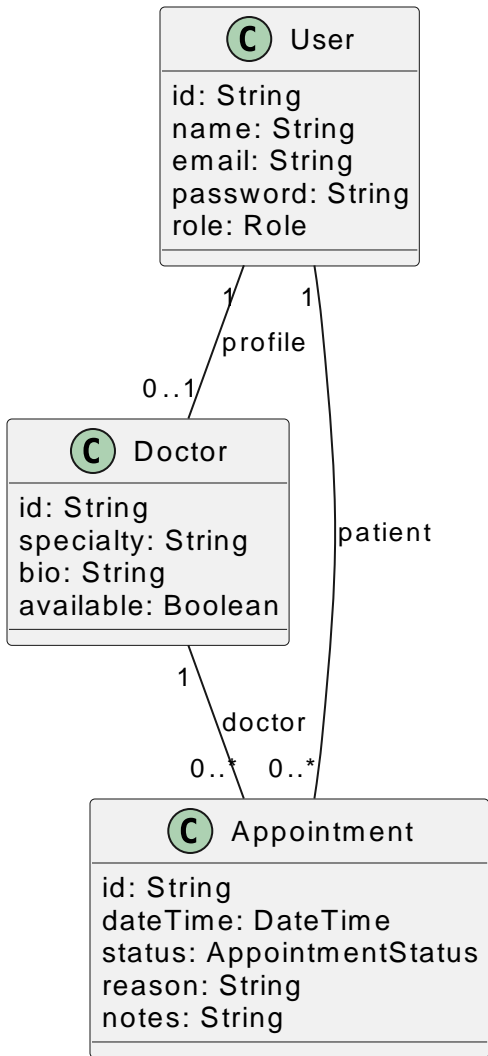 C User
id: String
name: String
email: String
password: String
role: Role
1 1
profile
0..1
C Doctor
id: String
specialty: String
bio: String
available: Boolean
patient
1
doctor
0..* 0..*
C Appointment
id: String
dateTime: DateTime
status: AppointmentStatus
reason: String
notes: String